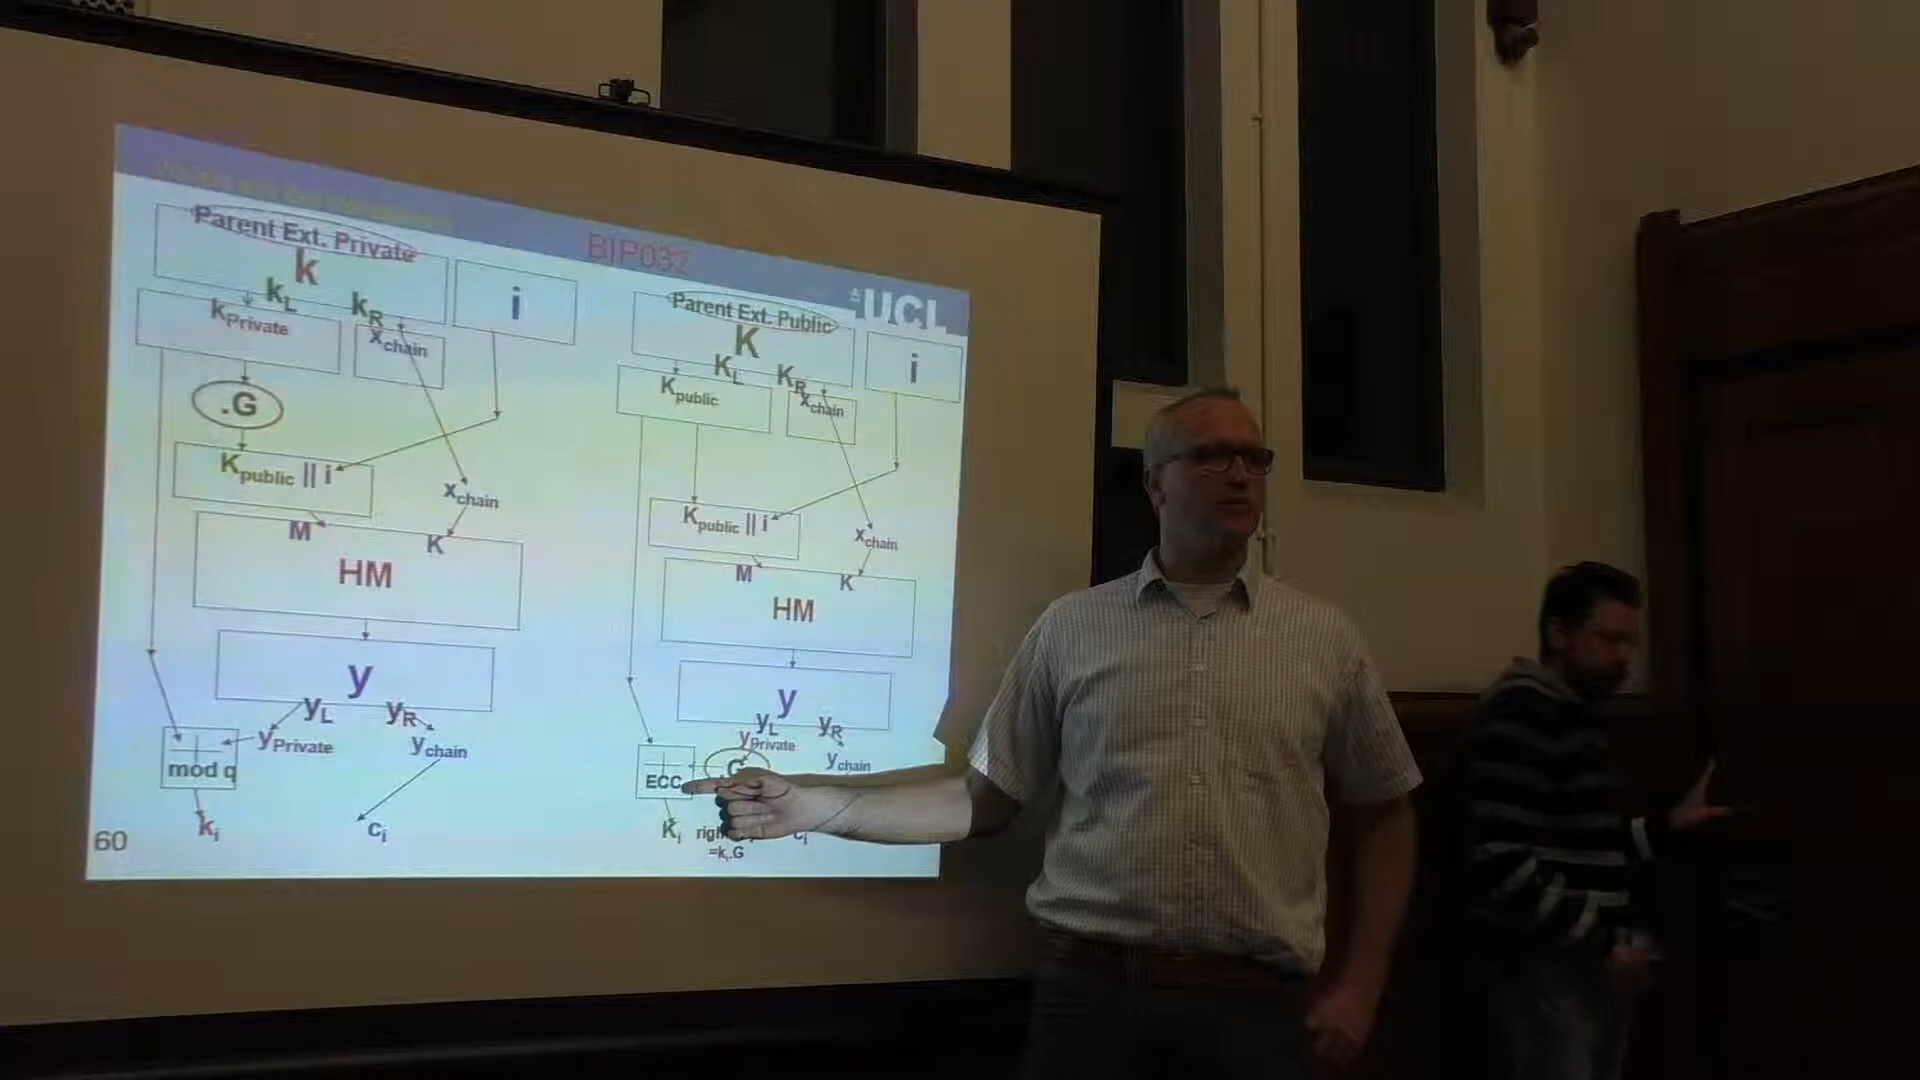 BIP032
UCL
Parent Ext. Private
k
kL kR
i
kPrivate
xchain
.G
Kpublic || i
xchain
M K
HM
y
yL yR
yPrivate
ychain
mod q
ki
ci
60
Parent Ext. Public
K
KL KR
i
Kpublic
xchain
Kpublic || i
xchain
M K
HM
y
yL yR
yPrivate
ychain
ECC
Ki
ci
=ki.G